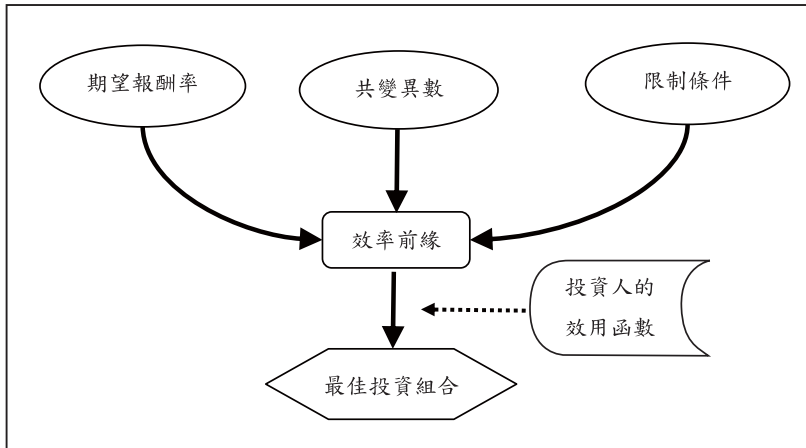 期望報酬率
共變異數
限制條件
效率前緣
投資人的
效用函數
最佳投資組合